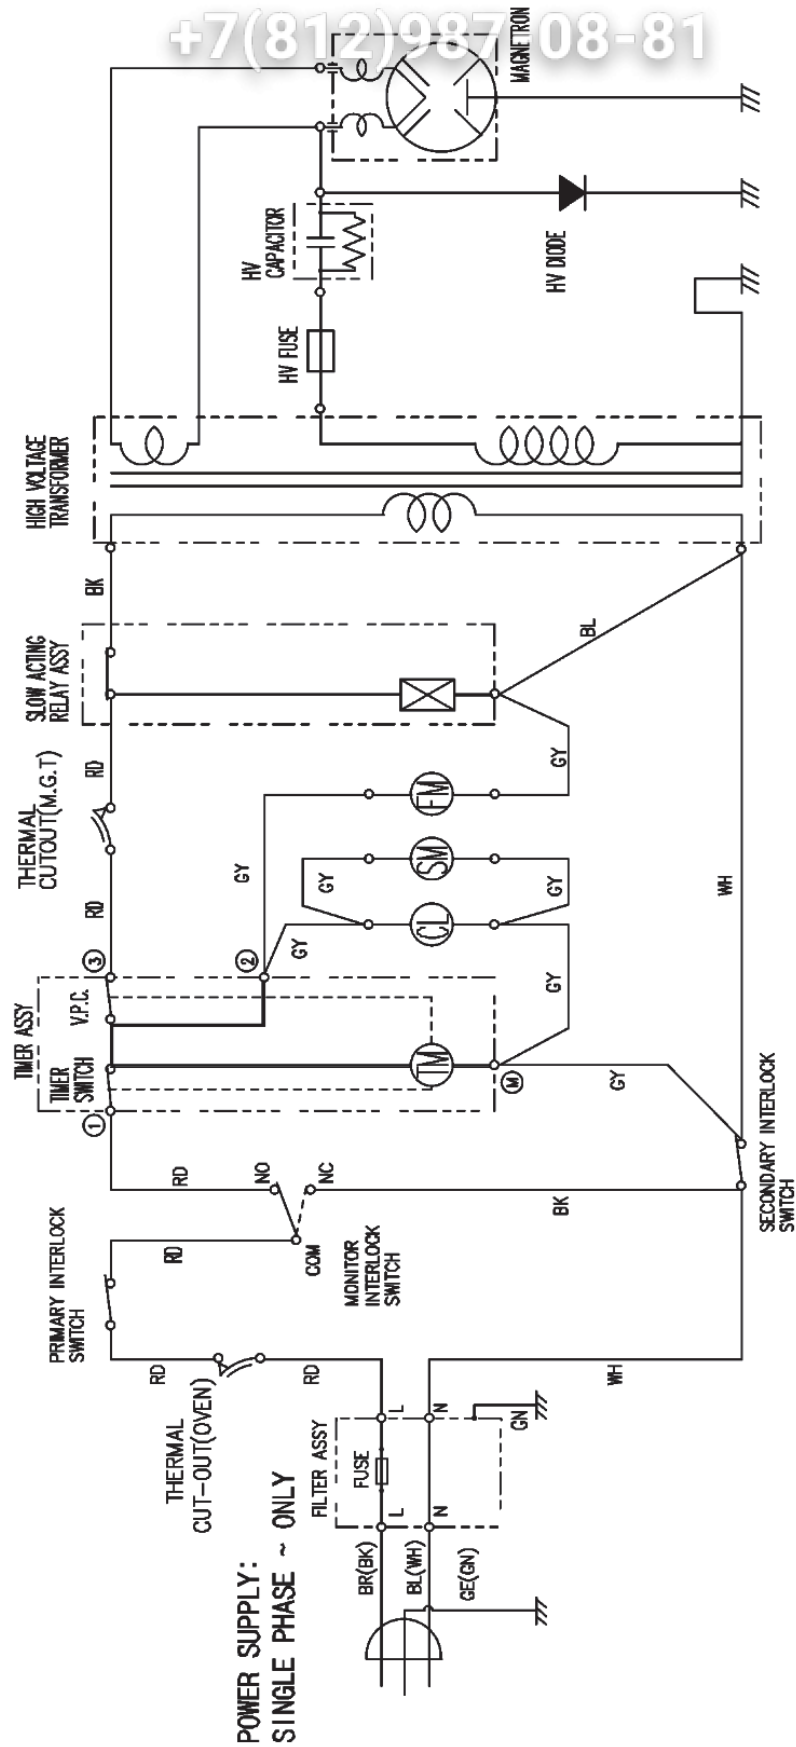 +7(812)987-08-81
POWER SUPPLY:
SINGLE PHASE ~ ONLY
BR(BK)
BL(WH)
GE(GN)
FILTER ASSY
FUSE
L
N
L
N
GN
THERMAL
CUT-OUT(OVEN)
RD
RD
WH
PRIMARY INTERLOCK
SWITCH
RD
COM
NO
NC
MONITOR
INTERLOCK
SWITCH
RD
BK
SECONDARY INTERLOCK
SWITCH
TIMER ASSY
TIMER
SWITCH
V.P.C.
1
3
2
TM
M
GY
GY
RD
THERMAL
CUTOUT(M.G.T)
RD
GY
GY
GY
CL
SM
FM
GY
GY
WH
SLOW ACTING
RELAY ASSY
BL
BK
HIGH VOLTAGE
TRANSFORMER
HV FUSE
HV
CAPACITOR
HV DIODE
MAGNETRON